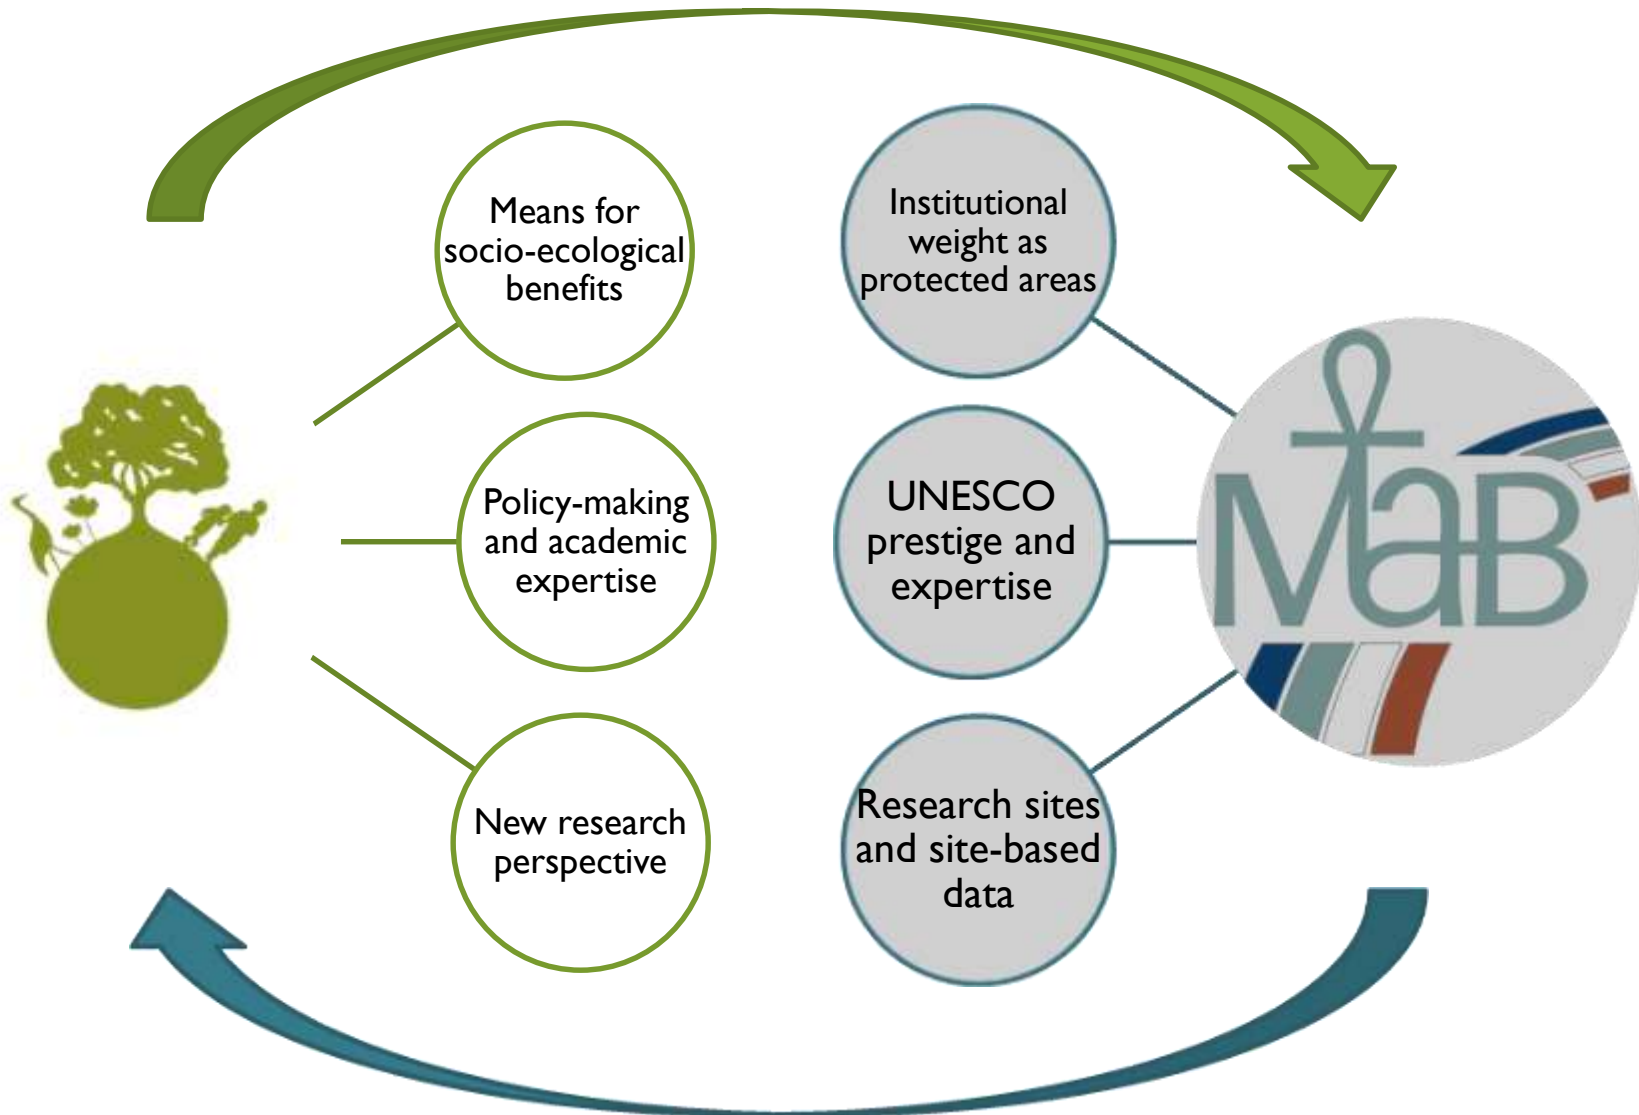 Means for
socio-ecological
benefits
Policy-making
and academic
expertise
New research
perspective
Institutional
weight as
protected areas
UNESCO
prestige and
expertise
Research sites
and site-based
data
MaB